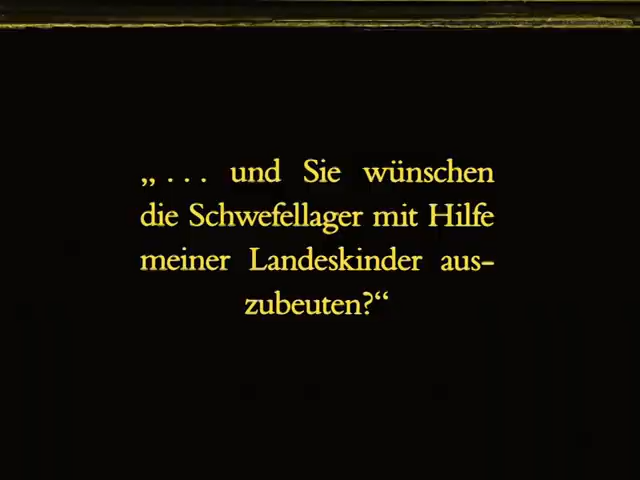 „... und Sie wünschen
die Schwefellager mit Hilfe
meiner Landeskinder aus-
zubeuten?“